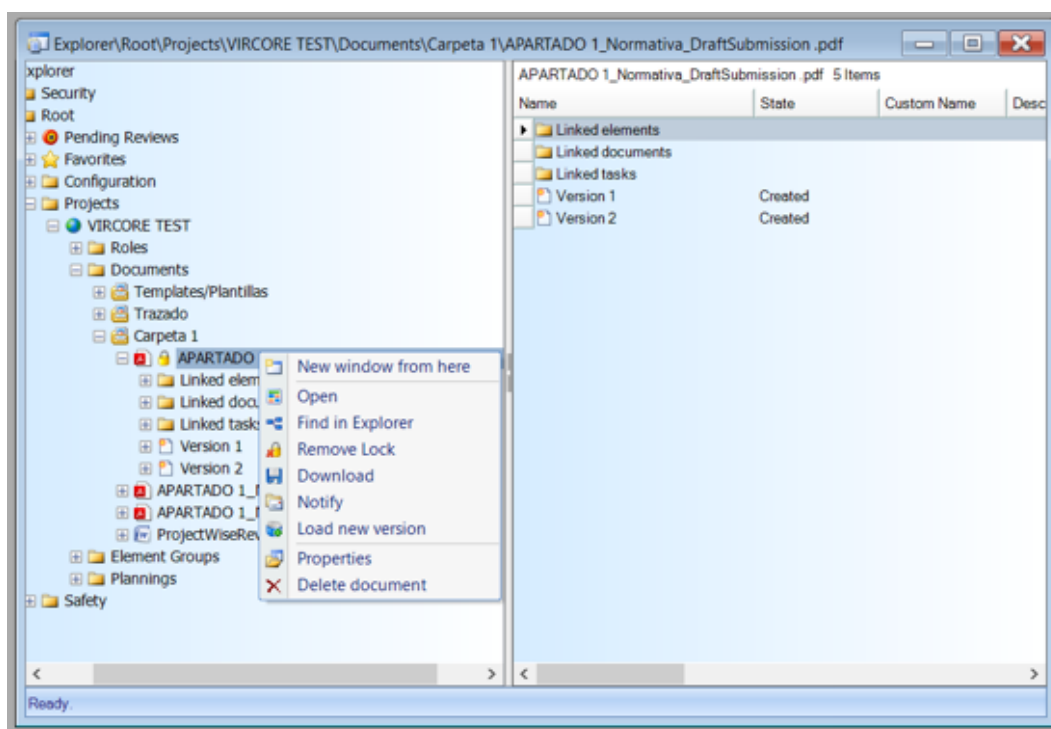 Explorer\Root\Projects\VIRCORE TEST\Documents\Carpeta 1\APARTADO 1_Normativa_DraftSubmission .pdf
xplorer
Security
Root
Pending Reviews
Favorites
Configuration
Projects
VIRCORE TEST
Roles
Documents
Templates/Plantillas
Trazado
Carpeta 1
APARTADO
Linked elem
Linked docu
Linked task
Version 1
Version 2
APARTADO 1_
APARTADO 1_
ProjectWiseRev
Element Groups
Plannings
Safety
New window from here
Open
Find in Explorer
Remove Lock
Download
Notify
Load new version
Properties
Delete document
APARTADO 1_Normativa_DraftSubmission .pdf 5 Items
Name State Custom Name Desc
Linked elements
Linked documents
Linked tasks
Version 1 Created
Version 2 Created
Ready.